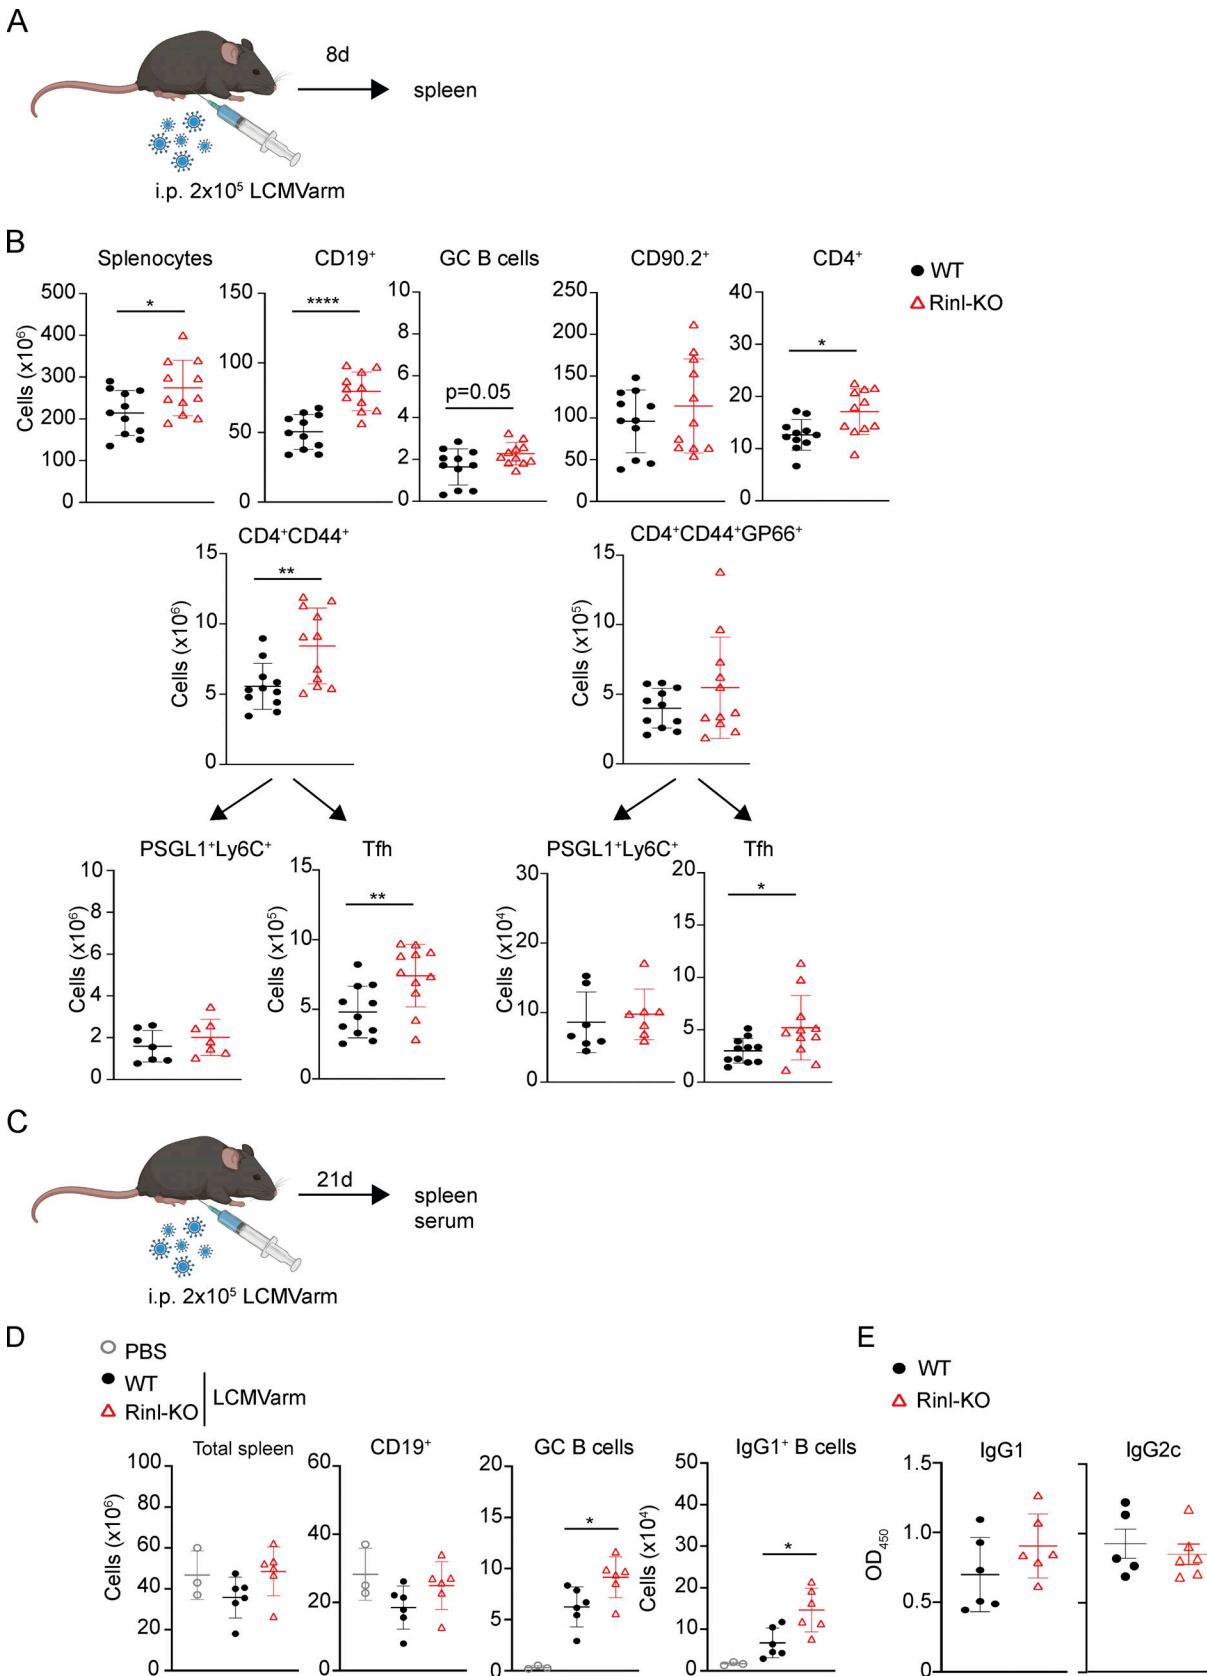 A
8d
spleen
i.p. 2x10⁵ LCMVarm
B
Splenocytes
CD19⁺
GC B cells
CD90.2⁺
CD4⁺
WT
Rinl-KO
Cells (x10⁶)
500
400
300
200
100
0
*
150
100
50
0
****
10
8
6
4
2
0
p=0.05
250
200
150
100
50
0
40
30
20
10
0
*
CD4⁺CD44⁺
CD4⁺CD44⁺GP66⁺
Cells (x10⁶)
15
10
5
0
**
Cells (x10⁵)
15
10
5
0
PSGL1⁺Ly6C⁺
Tfh
PSGL1⁺Ly6C⁺
Tfh
Cells (x10⁶)
10
8
6
4
2
0
Cells (x10⁵)
15
10
5
0
**
Cells (x10⁴)
30
20
10
0
20
15
10
5
0
*
C
21d
spleen
serum
i.p. 2x10⁵ LCMVarm
D
PBS
WT
Rinl-KO
LCMVarm
Total spleen
CD19⁺
GC B cells
IgG1⁺ B cells
Cells (x10⁶)
100
80
60
40
20
0
60
40
20
0
20
15
10
5
0
*
Cells (x10⁴)
50
40
30
20
10
0
*
E
WT
Rinl-KO
IgG1
IgG2c
OD₄₅₀
1.5
1.0
0.5
0